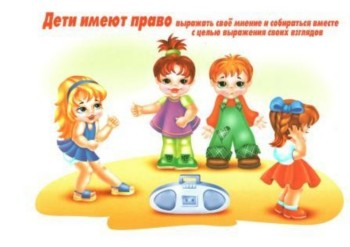 Дети имеют право выражать своё мнение и собираться вместе
с целью выражения своих взглядов